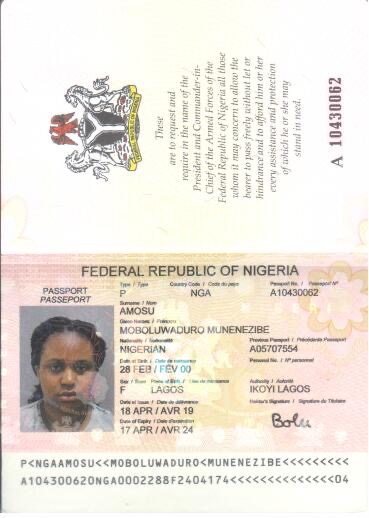 These
are to request and
require in the name of the
President and Commander-in-
Chief of the Armed Forces of the
Federal Republic of Nigeria all those
whom it may concern to allow the
bearer to pass freely without let or
hindrance and to afford him or her
every assistance and protection
of which he or she may
stand in need.
A 10430062
FEDERAL REPUBLIC OF NIGERIA
PASSPORT
PASSEPORT
Type / Type Country Code / Code du pays Passport No. / Passeport N°
P NGA A10430062
Surname / Nom
AMOSU
Given Names / Prénoms
MOBOLUWADURO MUNENEZIBE
Nationality / Nationalité Previous Passport / Précédente Passeport
NIGERIAN A05707554
Date of Birth / Date de naissance Personal No. / N° personnel
28 FEB / FÉV 00
Sex / Sexe Place of Birth / Lieu de naissance Authority / Autorité
F LAGOS IKOYI LAGOS
Date of Issue / Date de délivrance Holder's Signature / Signature du Titulaire
18 APR / AVR 19
Date of Expiry / Date d'expiration
17 APR / AVR 24
Bolu
P<NGAAMOSU<<MOBOLUWADURO<MUNENEZIBE<<<<<<<<<
A104300620NGA0002288F2404174<<<<<<<<<<<<<<04